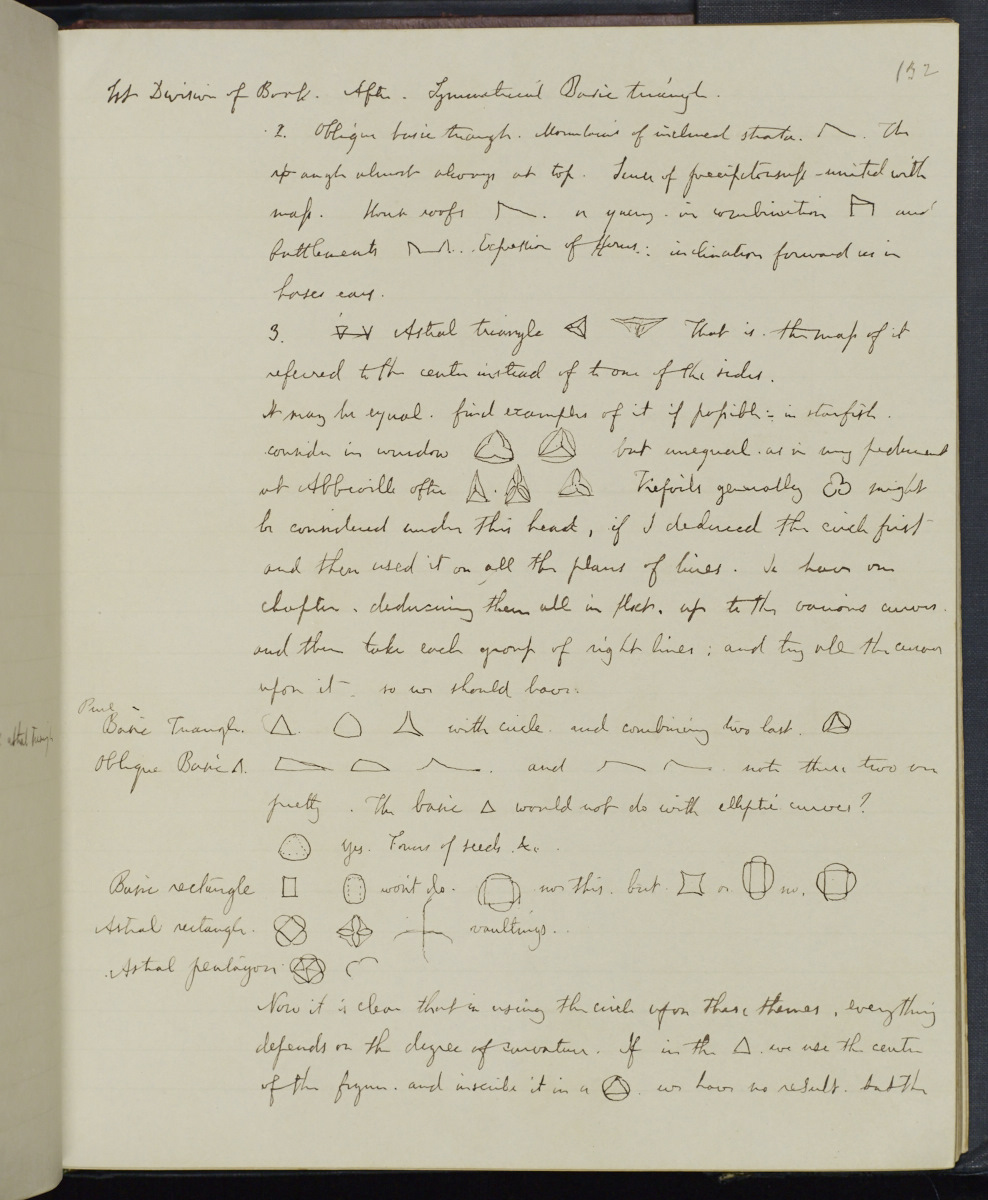 152
1st Division of Book. After. Symmetrical Basic triangle.
2. Oblique basic triangle. Mountains of inclined strata. The
angle almost always at top. Sense of precipitousness - united with
mass. House roofs or query. in combination and
battlements Expression of Horns: inclination forward as in
horses ears.
3. Astral triangle That is. the mass of it
referred to the center instead of to one of the sides.
It may be equal. find examples of it if possible: in starfish.
consider in window but unequal. as in my pediment
at Abbeville often Trefoils generally might
be considered under this head, if I deduced the circle first
and then used it on all the plans of lines. To have one
chapter. deducing them all in first. up to the various curves.
and then take each group of right lines; and try all the curves
upon it so we should have:
Pure
Basic Triangle. with circle. and combining two last.
astral triangle
Oblique Basic Δ. and note these two are
pretty. The basic Δ would not do with elliptic curves?
yes. Forms of seeds &c.
Basic rectangle wont do. nor this. but or no.
Astral rectangle. vaultings..
Astral pentagon
Now it is clear that in using the circle upon these themes, everything
depends on the degree of curvature. If in the Δ. we use the center
of the figure. and inscribe it in a we have no result. but the